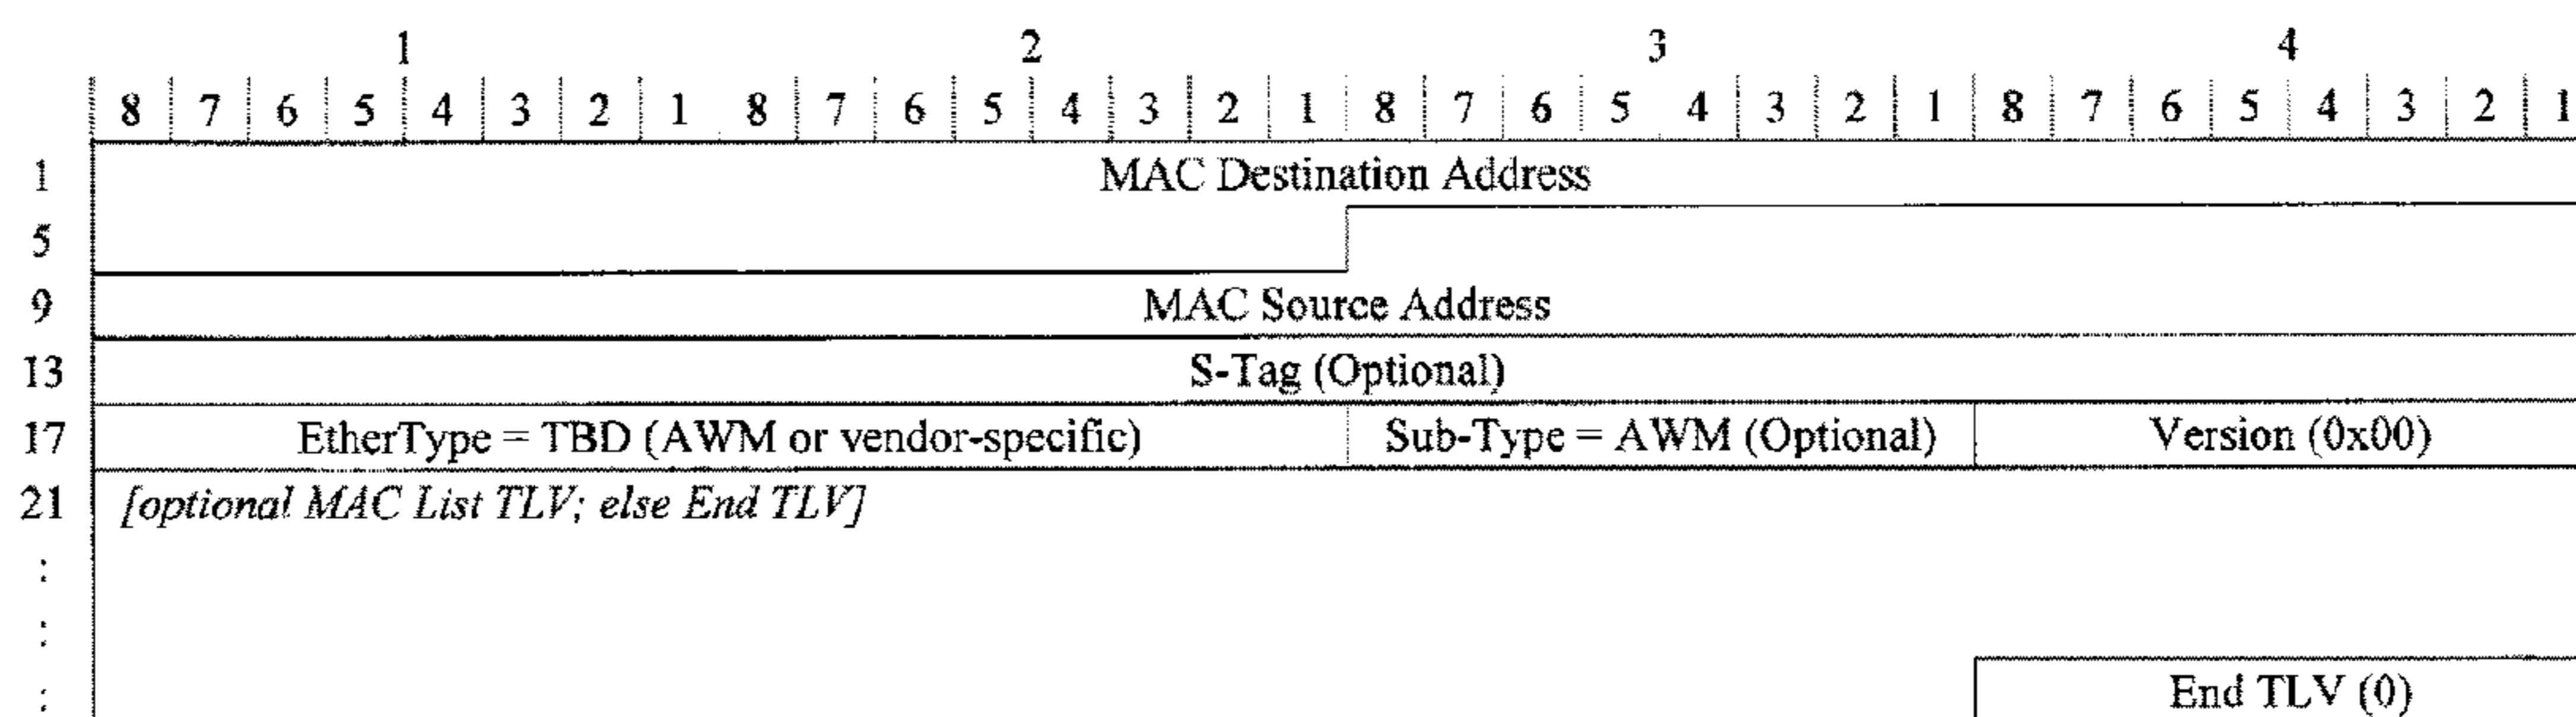 1 2 3 4
8 7 6 5 4 3 2 1 8 7 6 5 4 3 2 1 8 7 6 5 4 3 2 1 8 7 6 5 4 3 2 1
1 MAC Destination Address
5
9 MAC Source Address
13 S-Tag (Optional)
17 EtherType = TBD (AWM or vendor-specific) Sub-Type = AWM (Optional) Version (0x00)
21 [optional MAC List TLV; else End TLV]
:
:
: End TLV (0)